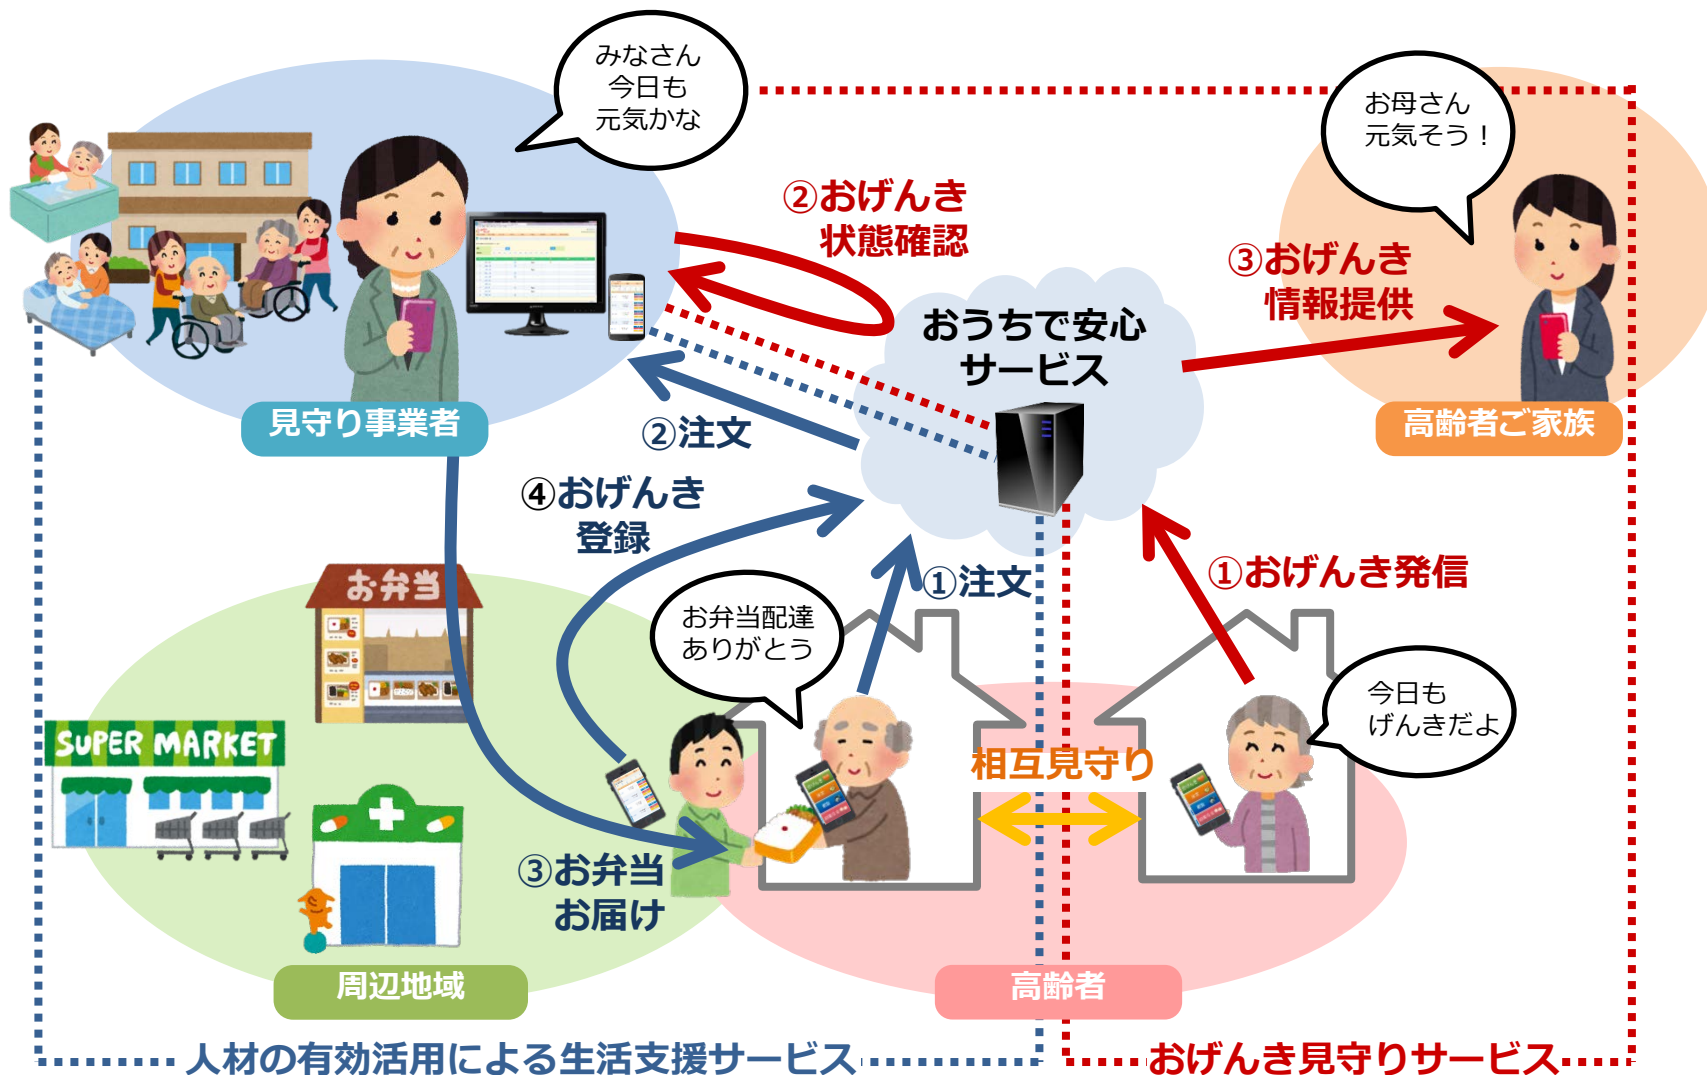 みなさん
今日も
元気かな
お母さん
元気そう！
②おげんき
状態確認
③おげんき
情報提供
おうちで安心
サービス
見守り事業者
②注文
高齢者ご家族
④おげんき
登録
①注文
①おげんき発信
お弁当
お弁当配達
ありがとう
今日も
げんきだよ
SUPER MARKET
相互見守り
③お弁当
お届け
周辺地域
高齢者
人材の有効活用による生活支援サービス
おげんき見守りサービス